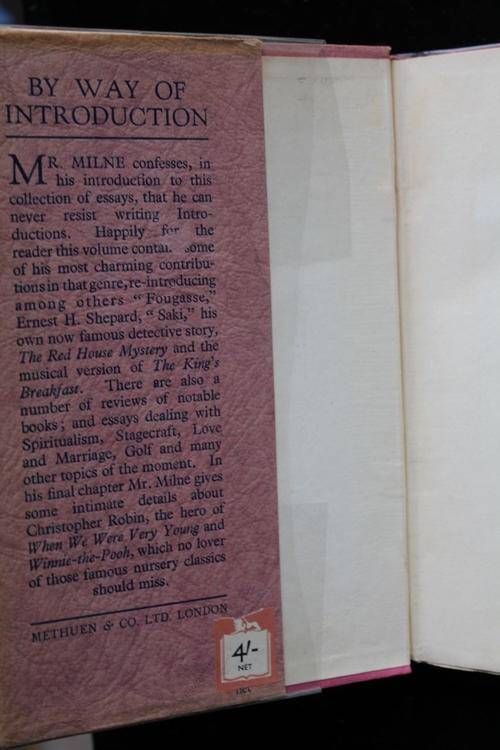 BY WAY OF
INTRODUCTION
MR. MILNE confesses, in
his introduction to this
collection of essays, that he can
never resist writing Intro-
ductions. Happily for the
reader this volume contai ome
of his most charming contribu-
tions in that genre, re-introducing
among others "Fougasse,"
Ernest H. Shepard, "Saki," his
own now famous detective story,
The Red House Mystery and the
musical version of The King's
Breakfast. There are also a
number of reviews of notable
books; and essays dealing with
Spiritualism, Stagecraft, Love
and Marriage, Golf and many
other topics of the moment. In
his final chapter Mr. Milne gives
some intimate details about
Christopher Robin, the hero of
When We Were Very Young and
Winnie-the-Pooh, which no lover
of those famous nursery classics
should miss.
METHUEN & CO. LTD. LONDON
4/-
NET